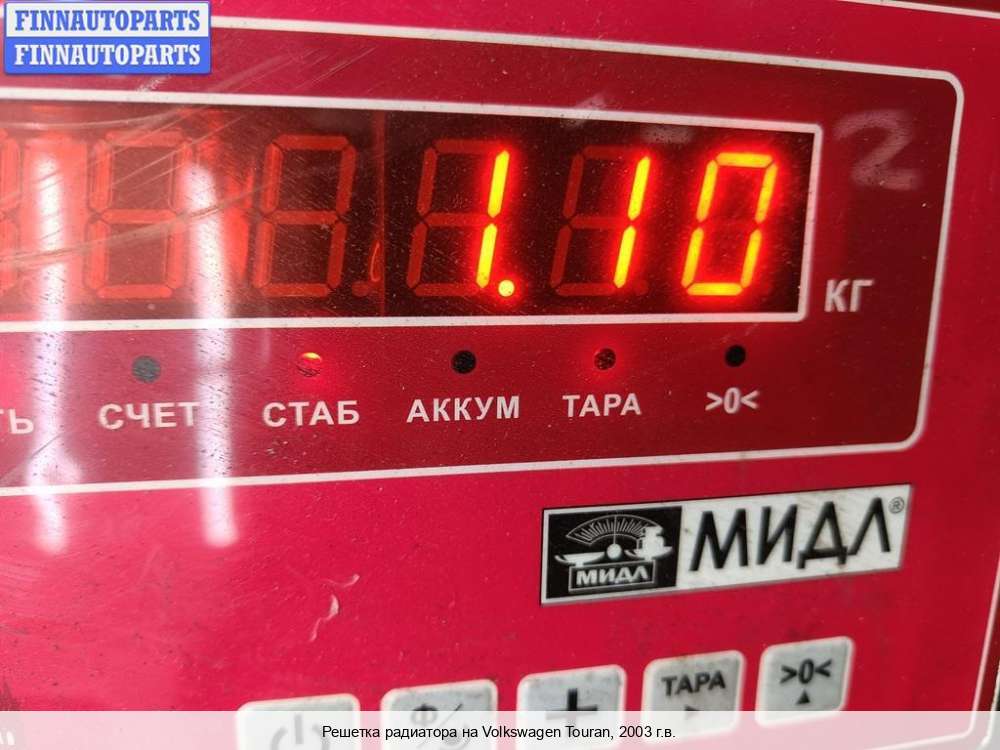 FINNAUTOPARTS
FINNAUTOPARTS
1.10
2
КГ
СЧЕТ СТАБ АККУМ ТАРА >0<
МИДЛ
МИДЛ®
ТАРА >0<
Решетка радиатора на Volkswagen Touran, 2003 г.в.